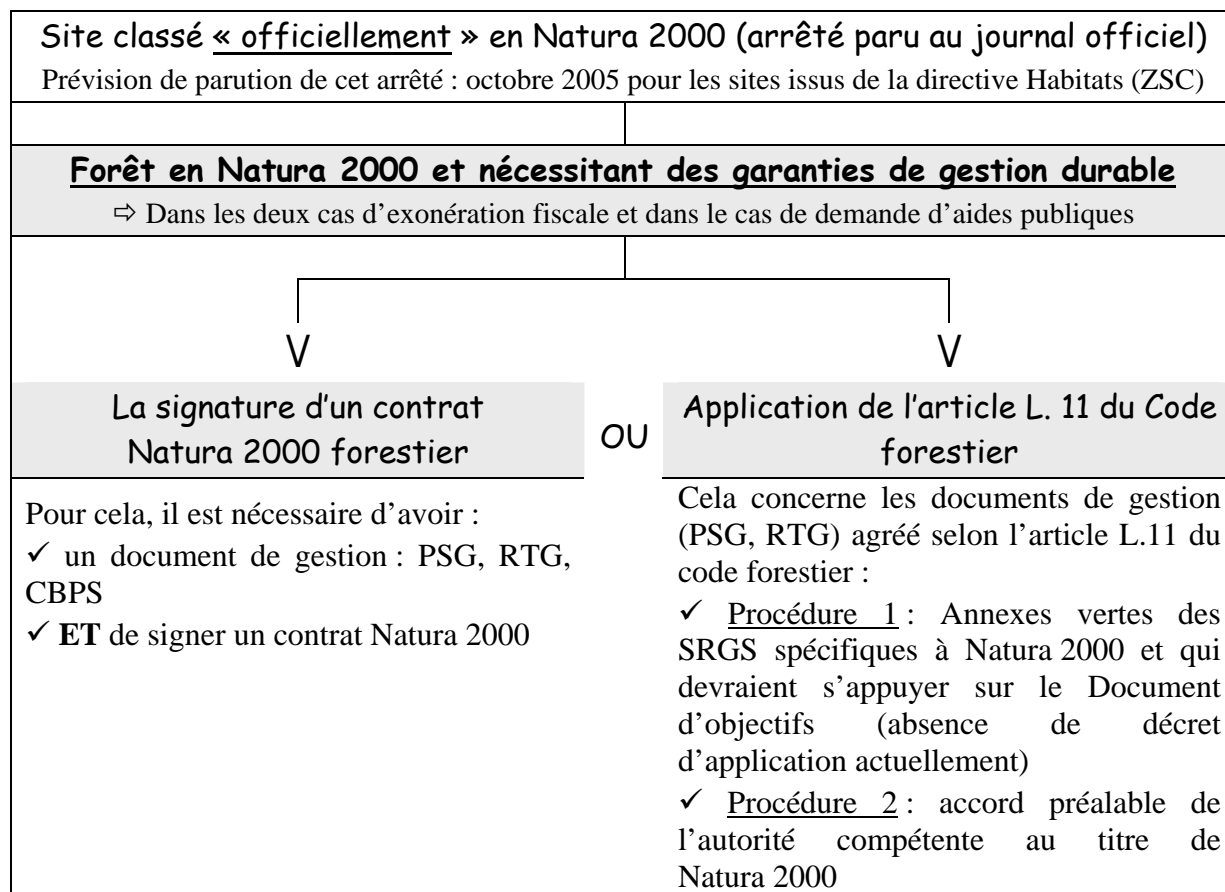 Site classé « officiellement » en Natura 2000 (arrêté paru au journal officiel)
Prévision de parution de cet arrêté : octobre 2005 pour les sites issus de la directive Habitats (ZSC)
Forêt en Natura 2000 et nécessitant des garanties de gestion durable
⇨ Dans les deux cas d'exonération fiscale et dans le cas de demande d'aides publiques
V
V
La signature d'un contrat
Natura 2000 forestier
OU
Application de l'article L. 11 du Code
forestier
Pour cela, il est nécessaire d'avoir :
✓ un document de gestion : PSG, RTG,
CBPS
✓ ET de signer un contrat Natura 2000
Cela concerne les documents de gestion
(PSG, RTG) agréé selon l'article L.11 du
code forestier :
✓ Procédure 1 : Annexes vertes des
SRGS spécifiques à Natura 2000 et qui
devraient s'appuyer sur le Document
d'objectifs (absence de décret
d'application actuellement)
✓ Procédure 2 : accord préalable de
l'autorité compétente au titre de
Natura 2000